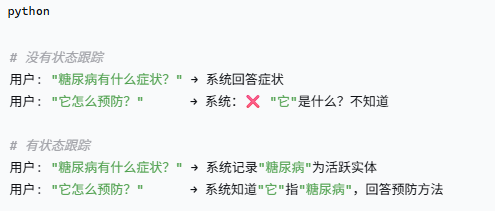 python
# 没有状态跟踪
用户: "糖尿病有什么症状？" → 系统回答症状
用户: "它怎么预防？" → 系统: ❌ "它"是什么？不知道
# 有状态跟踪
用户: "糖尿病有什么症状？" → 系统记录"糖尿病"为活跃实体
用户: "它怎么预防？" → 系统知道"它"指"糖尿病"，回答预防方法